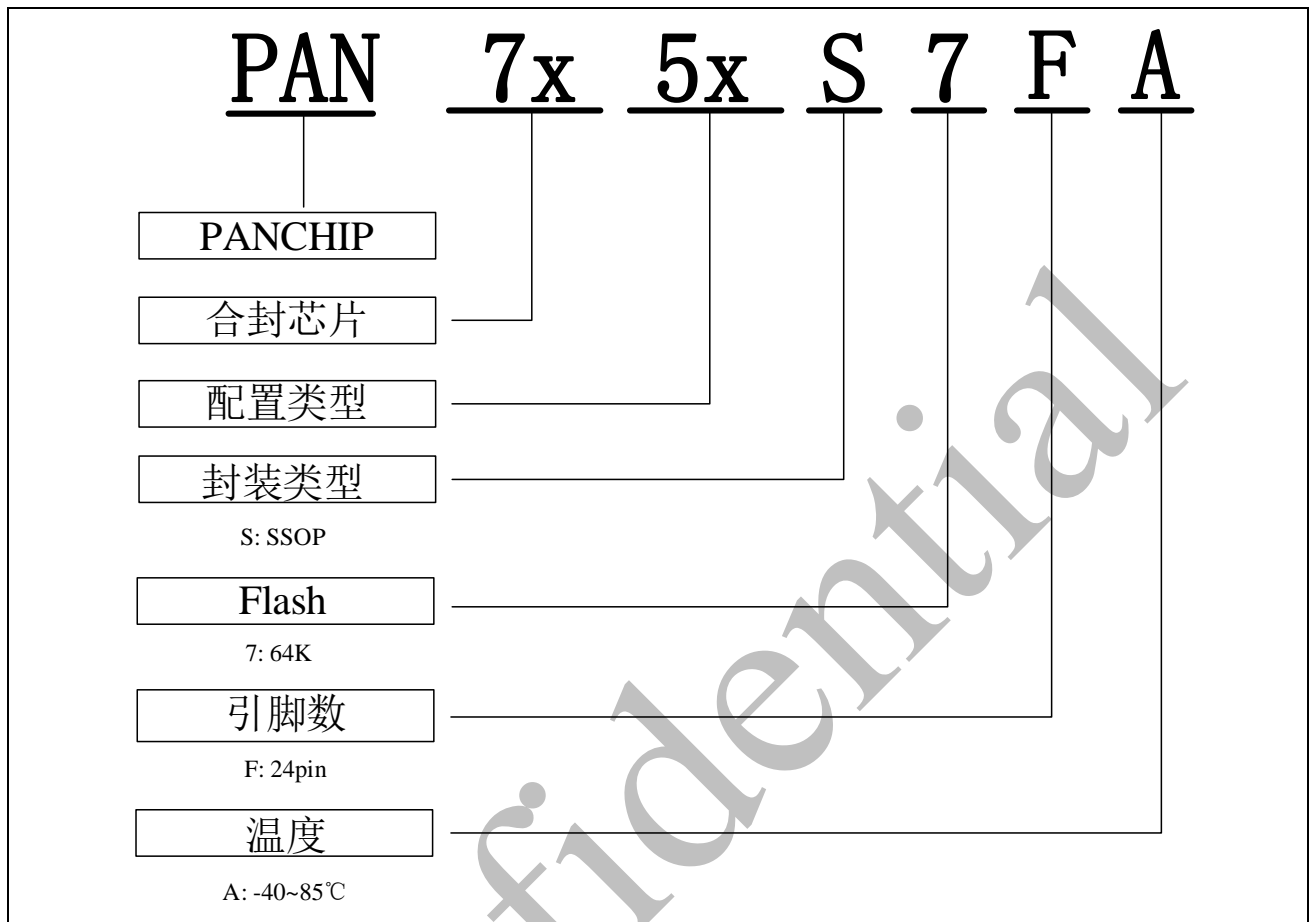 PAN 7x 5x S 7 F A
PANCHIP
合封芯片
配置类型
封装类型
S: SSOP
Flash
7: 64K
引脚数
F: 24pin
温度
A: -40~85℃
fidential